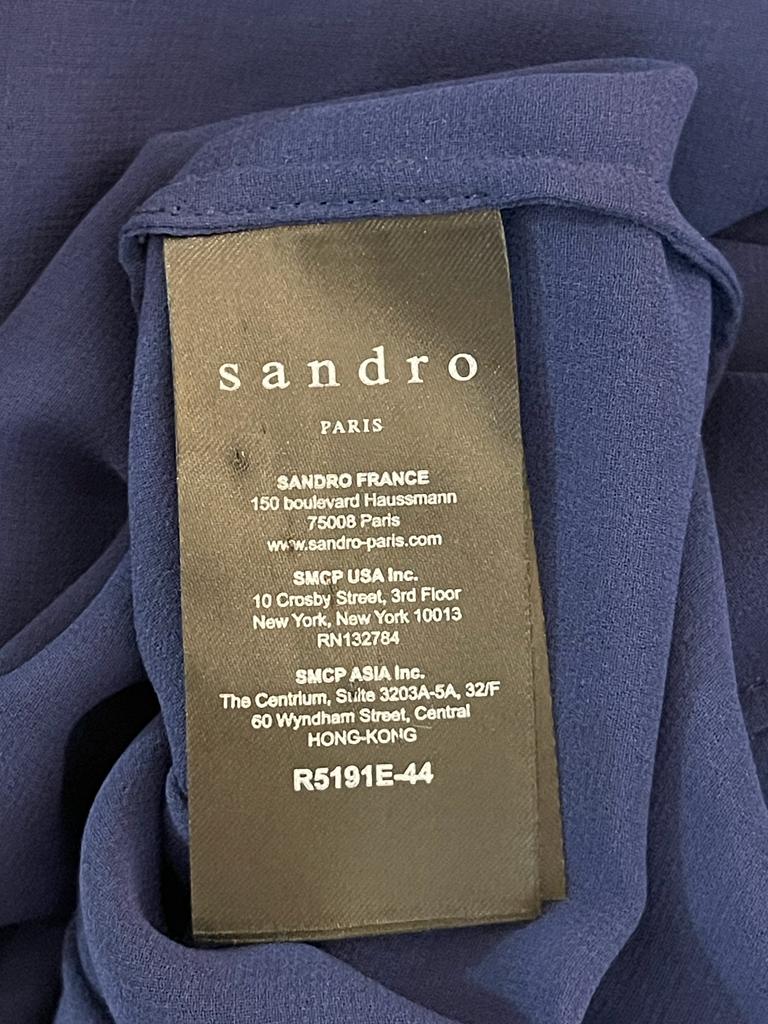 sandro
PARIS
SANDRO FRANCE
150 boulevard Haussmann
75008 Paris
www.sandro-paris.com
SMCP USA Inc.
10 Crosby Street, 3rd Floor
New York, New York 10013
RN132784
SMCP ASIA Inc.
The Centrium, Suite 3203A-5A, 32/F
60 Wyndham Street, Central
HONG-KONG
R5191E-44